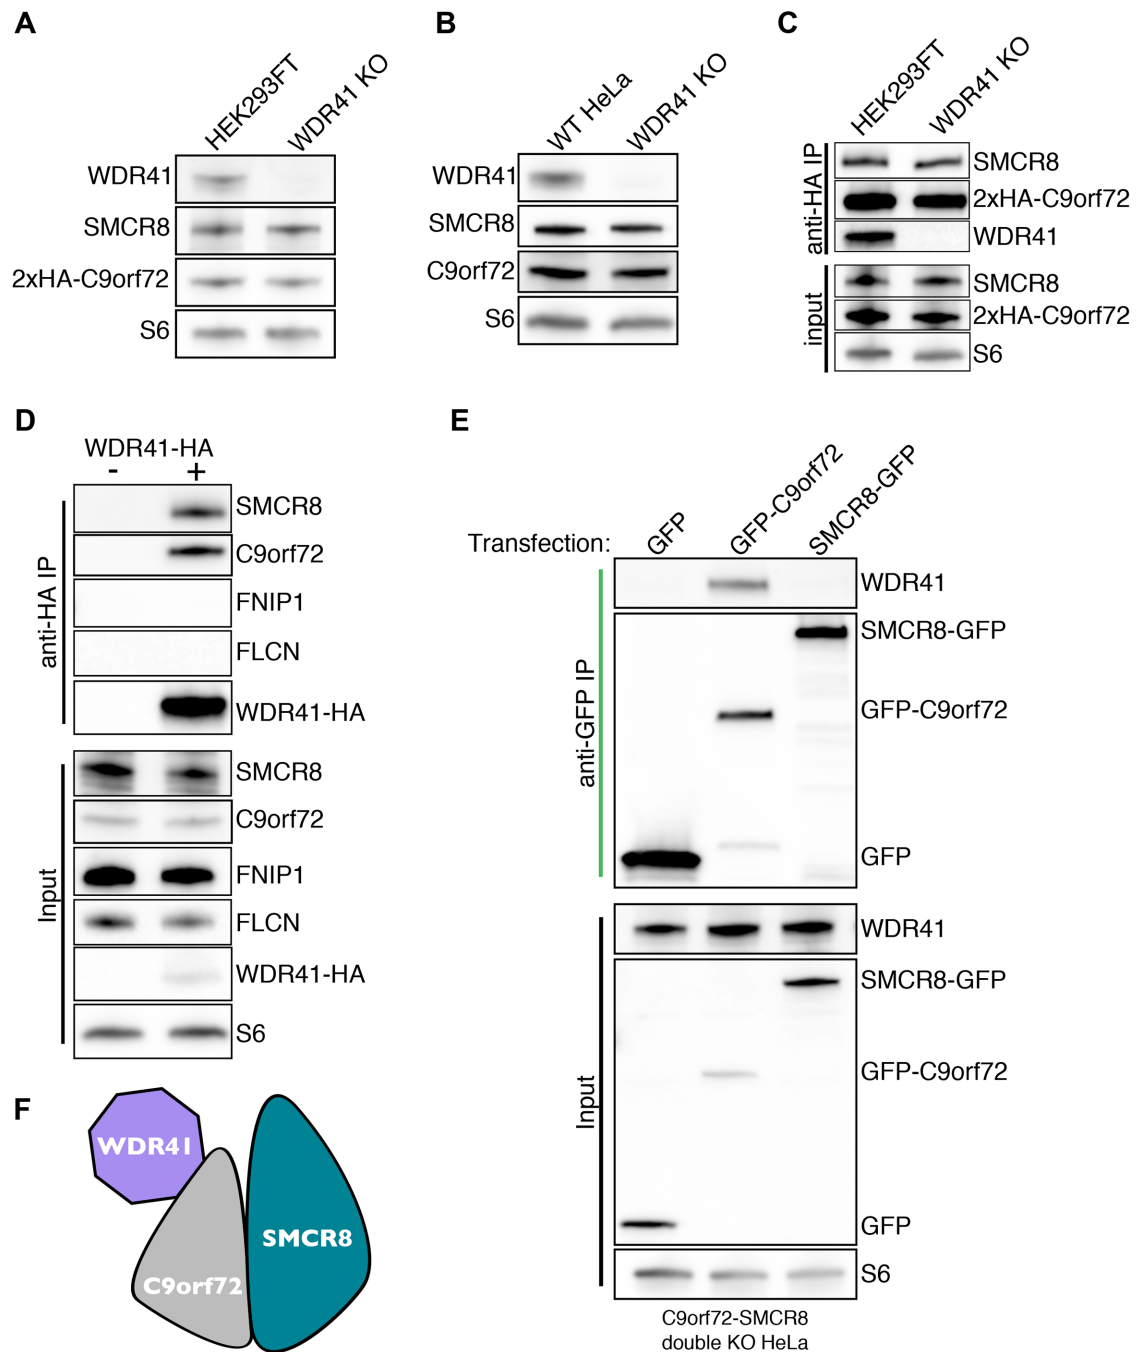 A
HEK293FT
WDR41 KO
WDR41
SMCR8
2xHA-C9orf72
S6
B
WT HeLa
WDR41 KO
WDR41
SMCR8
C9orf72
S6
C
HEK293FT
WDR41 KO
anti-HA IP
SMCR8
2xHA-C9orf72
WDR41
input
SMCR8
2xHA-C9orf72
S6
D
WDR41-HA
- +
anti-HA IP
SMCR8
C9orf72
FNIP1
FLCN
WDR41-HA
Input
SMCR8
C9orf72
FNIP1
FLCN
WDR41-HA
S6
E
Transfection:
GFP
GFP-C9orf72
SMCR8-GFP
anti-GFP IP
WDR41
SMCR8-GFP
GFP-C9orf72
GFP
Input
WDR41
SMCR8-GFP
GFP-C9orf72
GFP
S6
C9orf72-SMCR8
double KO HeLa
F
WDR41
SMCR8
C9orf72